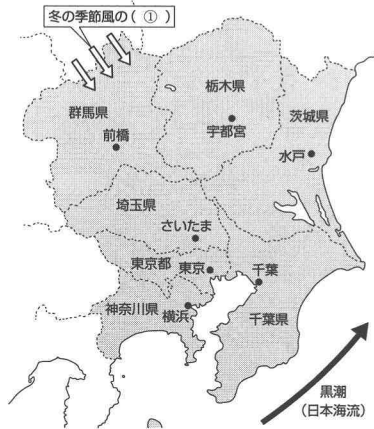 冬の季節風の( ① )
栃木県
群馬県
茨城県
宇都宮
前橋
水戸
埼玉県
さいたま
東京都
東京
千葉
神奈川県
横浜
千葉県
黒潮
(日本海流)